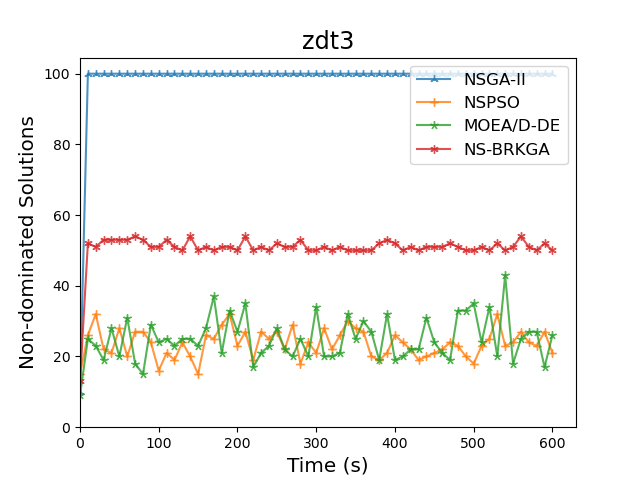 zdt3
Non-dominated Solutions
100
80
60
40
20
0
NSGA-II
NSPSO
MOEA/D-DE
NS-BRKGA
0 100 200 300 400 500 600
Time (s)